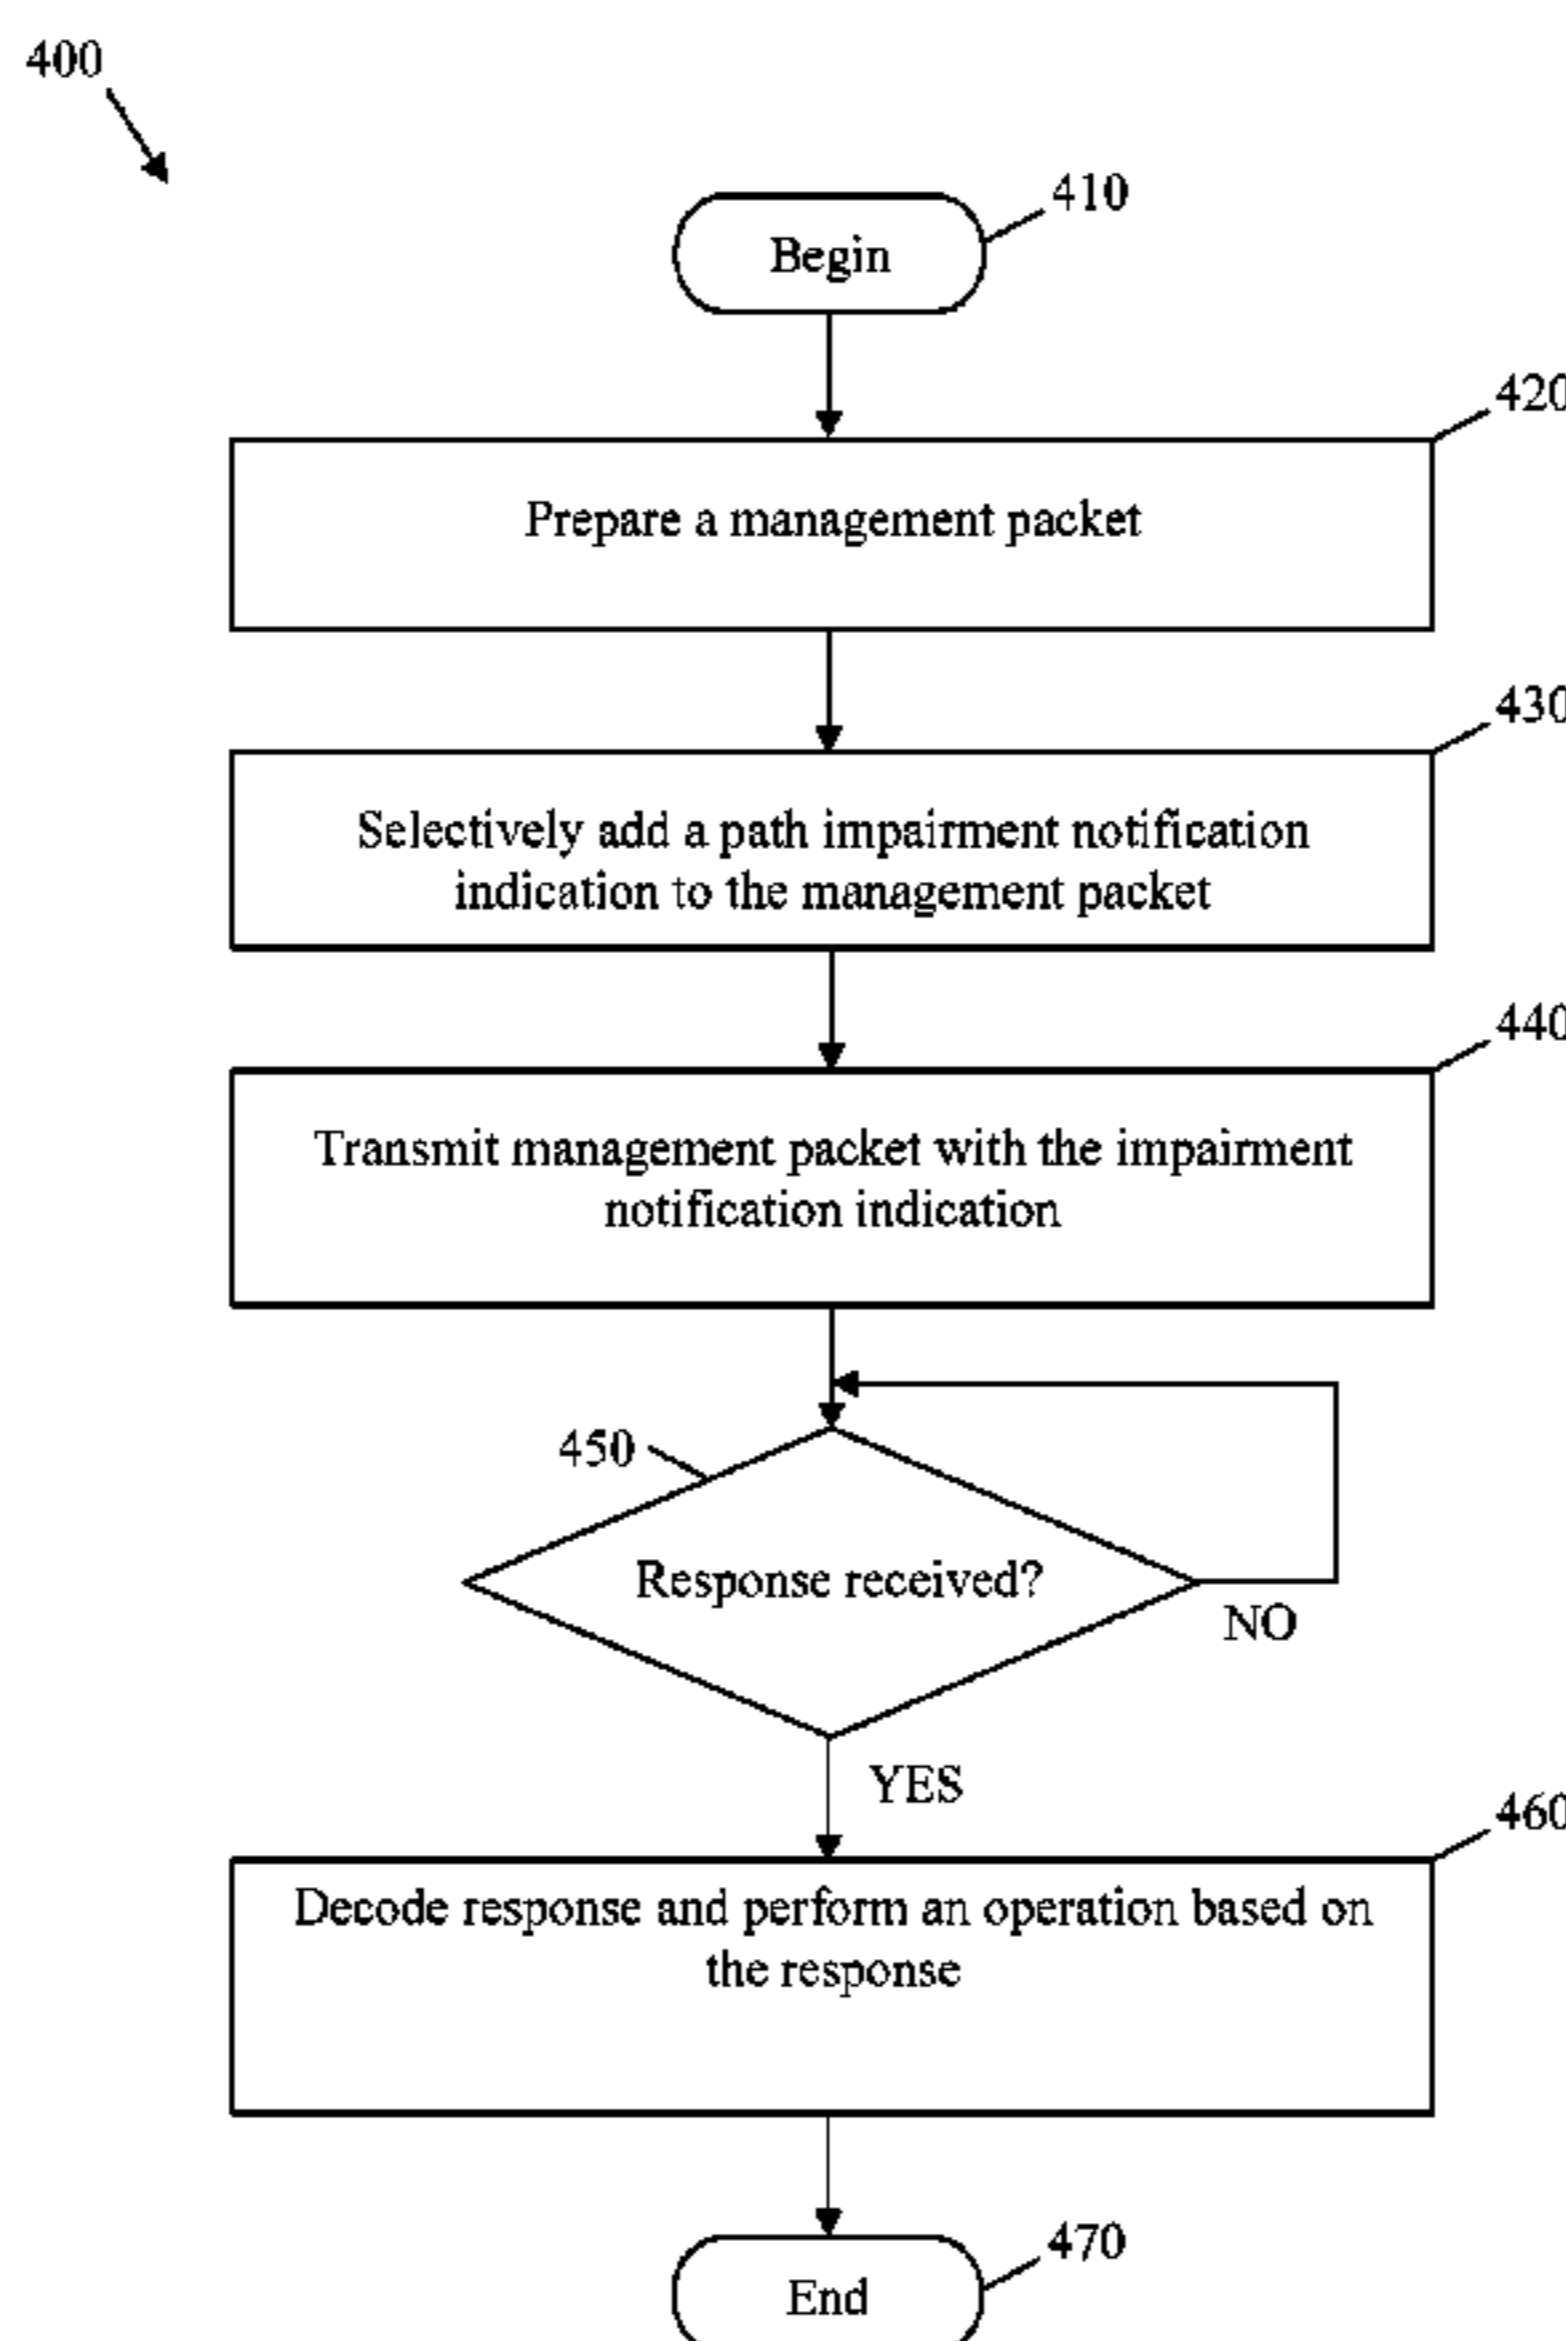 400
410
Begin
420
Prepare a management packet
430
Selectively add a path impairment notification
indication to the management packet
440
Transmit management packet with the impairment
notification indication
450
Response received?
NO
YES
460
Decode response and perform an operation based on
the response
470
End